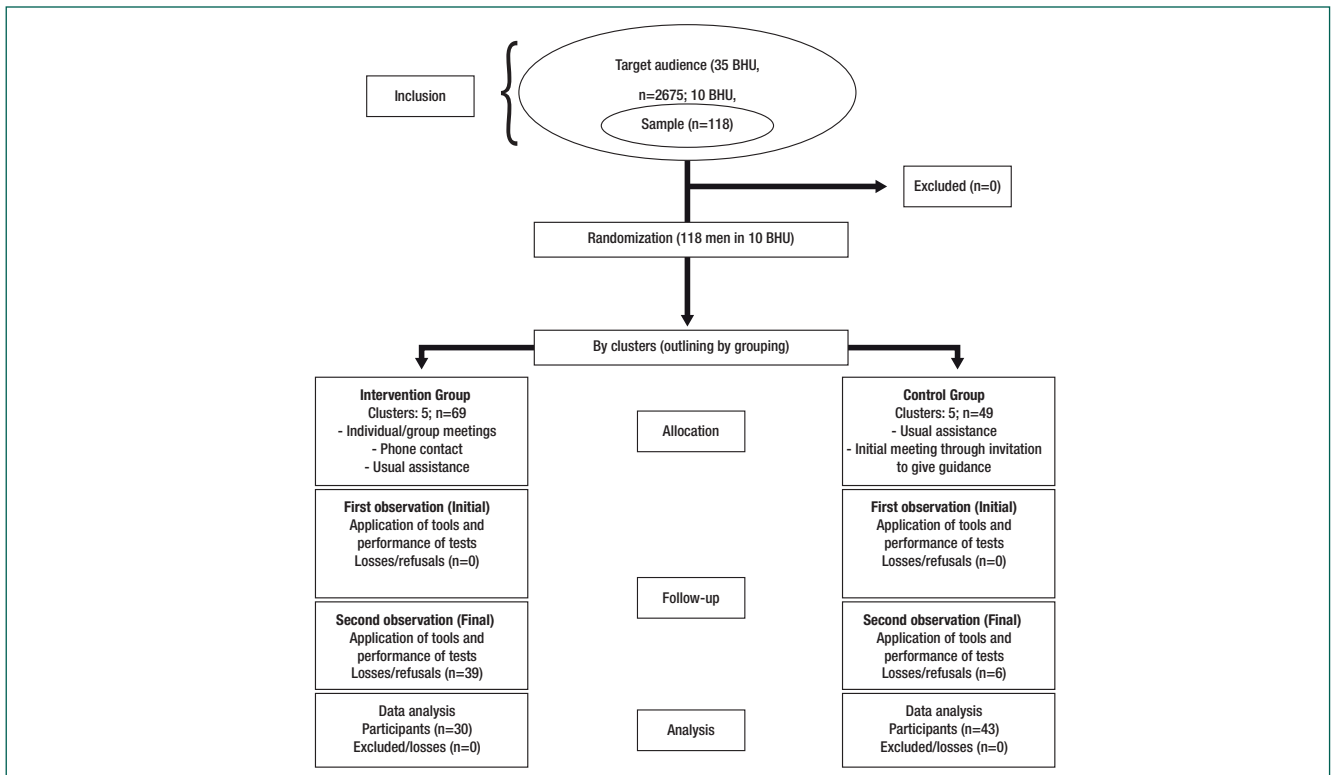 Inclusion
Target audience (35 BHU,
n=2675; 10 BHU,
Sample (n=118)
Excluded (n=0)
Randomization (118 men in 10 BHU)
By clusters (outlining by grouping)
Intervention Group
Clusters: 5; n=69
- Individual/group meetings
- Phone contact
- Usual assistance
Allocation
Control Group
Clusters: 5; n=49
- Usual assistance
- Initial meeting through invitation
to give guidance
First observation (Initial)
Application of tools and
performance of tests
Losses/refusals (n=0)
First observation (Initial)
Application of tools and
performance of tests
Losses/refusals (n=0)
Follow-up
Second observation (Final)
Application of tools and
performance of tests
Losses/refusals (n=39)
Second observation (Final)
Application of tools and
performance of tests
Losses/refusals (n=6)
Data analysis
Participants (n=30)
Excluded/losses (n=0)
Analysis
Data analysis
Participants (n=43)
Excluded/losses (n=0)